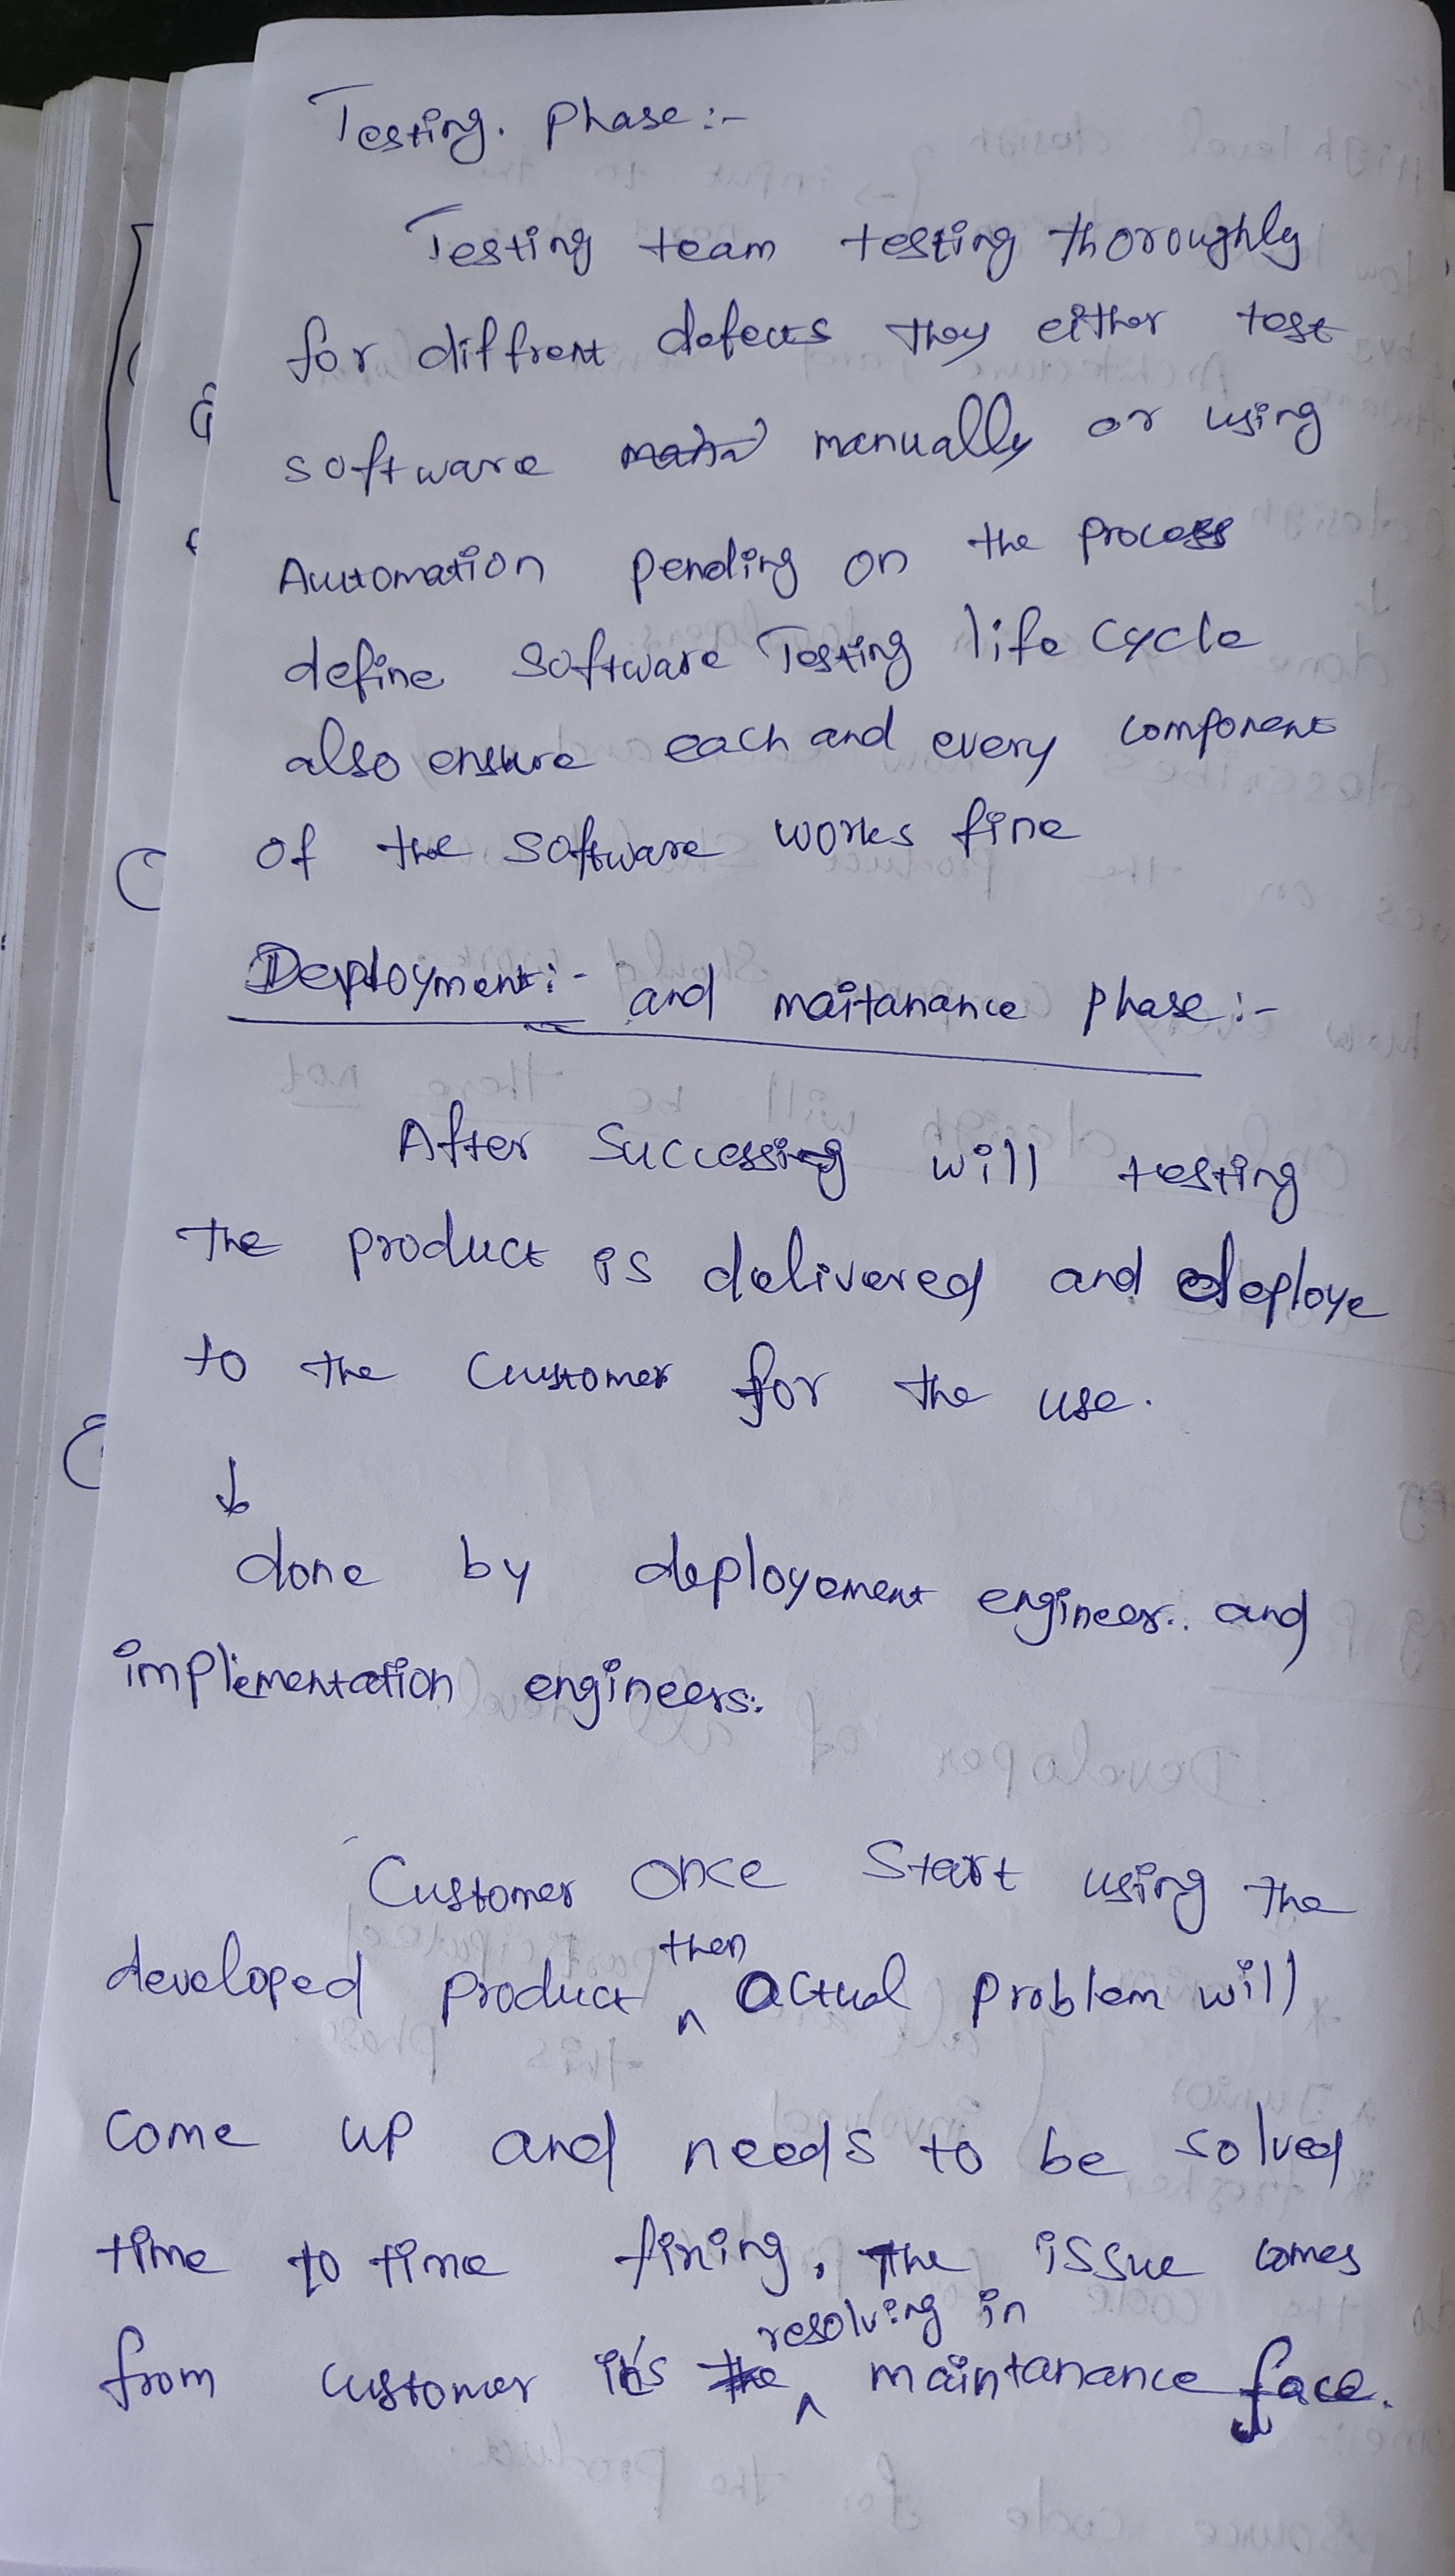 Testing. Phase:-
Testing team testing thoroughly
for diffrent defects they either test
software manually or using
Automation pending on the process
define Software Testing life cycle
also ensure each and every component
of the software works fine
Deployment:- and maitanance phase:-
After Successing will testing
the product is delivered and deploye
to the Customer for the use.
↓
done by deployement engineer.. and
implementation engineers.
Customer once Start using the
developed product then actual problem will
come up and needs to be solved
time to time fixing, The issue comes
from customer it's resolving in maintanance face.